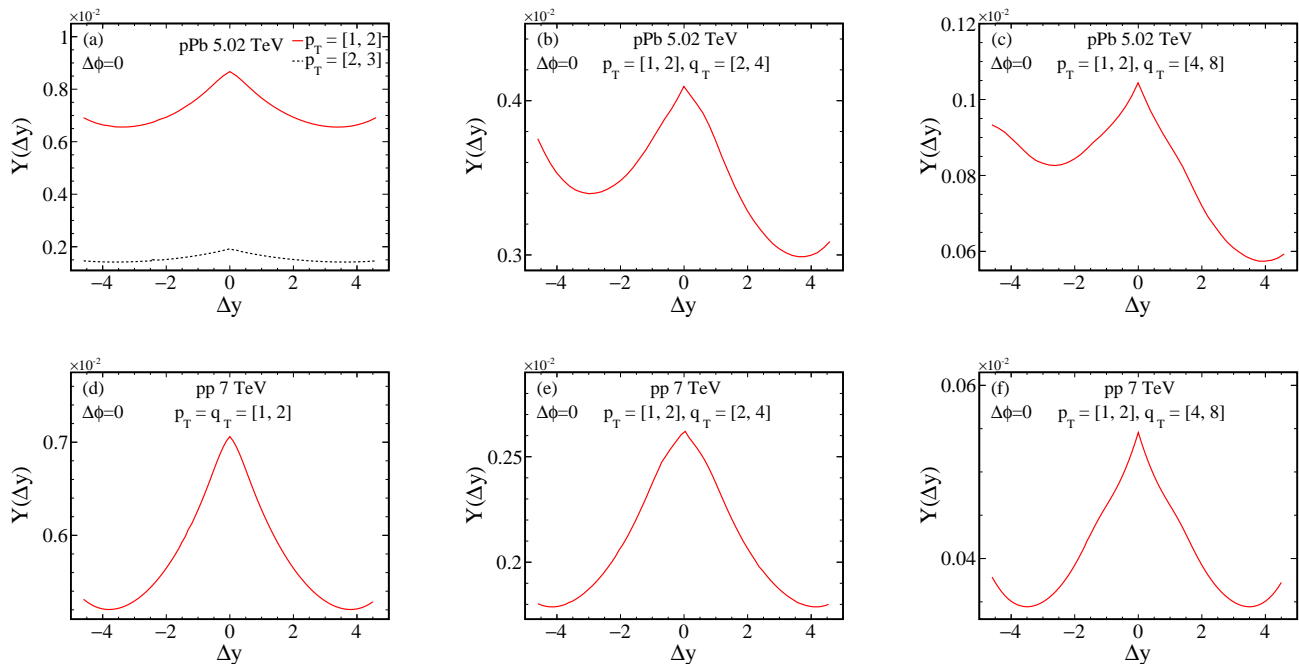 ×10⁻²
(a)
pPb 5.02 TeV
p_T = [1, 2]
p_T = [2, 3]
Δφ=0
1
0.8
0.6
0.4
0.2
Y(Δy)
−4 −2 0 2 4
Δy
×10⁻²
(b)
pPb 5.02 TeV
Δφ=0 p_T = [1, 2], q_T = [2, 4]
0.4
0.3
Y(Δy)
−4 −2 0 2 4
Δy
×10⁻²
(c)
pPb 5.02 TeV
Δφ=0 p_T = [1, 2], q_T = [4, 8]
0.12
0.1
0.08
0.06
Y(Δy)
−4 −2 0 2 4
Δy
×10⁻²
(d)
pp 7 TeV
Δφ=0 p_T = q_T = [1, 2]
0.7
0.6
Y(Δy)
−4 −2 0 2 4
Δy
×10⁻²
(e)
pp 7 TeV
Δφ=0 p_T = [1, 2], q_T = [2, 4]
0.25
0.2
Y(Δy)
−4 −2 0 2 4
Δy
×10⁻²
(f)
pp 7 TeV
Δφ=0 p_T = [1, 2], q_T = [4, 8]
0.06
0.04
Y(Δy)
−4 −2 0 2 4
Δy